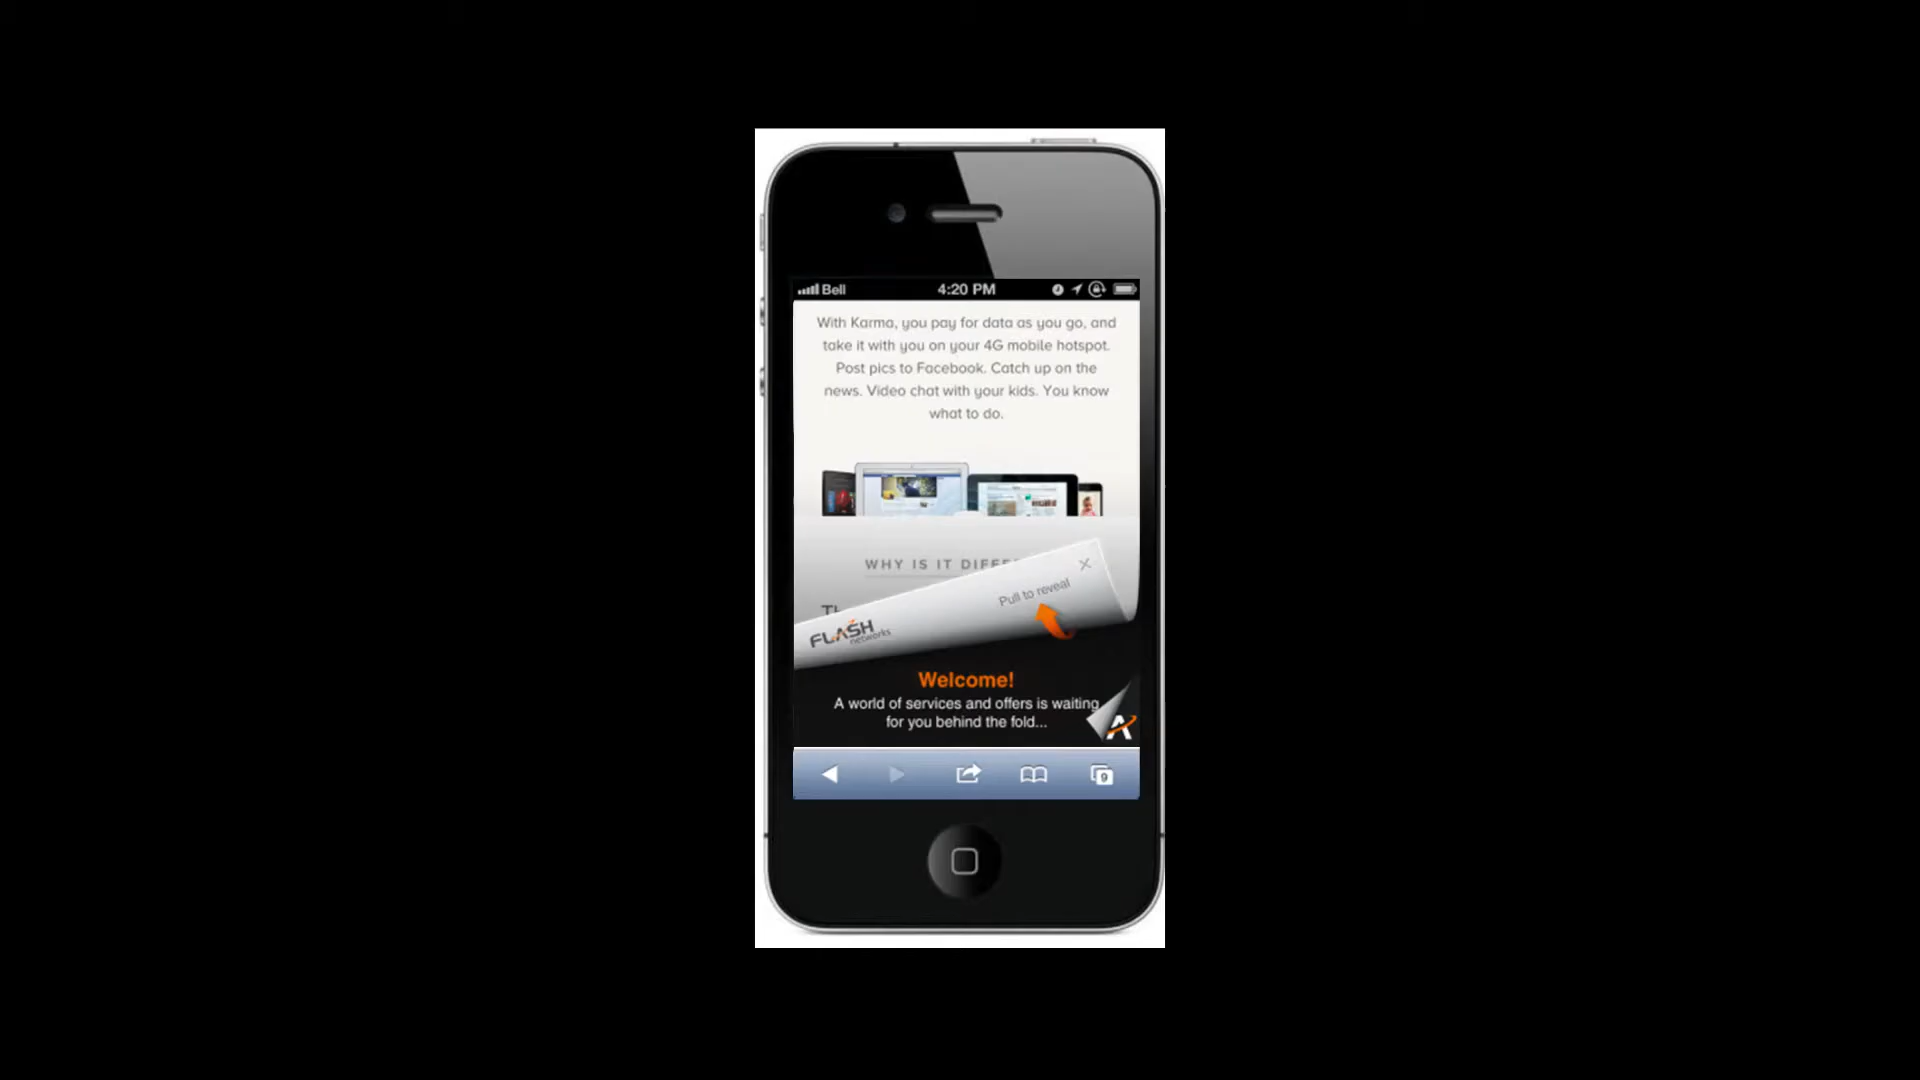 Bell 4:20 PM
With Karma, you pay for data as you go, and
take it with you on your 4G mobile hotspot.
Post pics to Facebook. Catch up on the
news. Video chat with your kids. You know
what to do.
WHY IS IT DIFFE
Pull to reveal
FLASH
networks
Welcome!
A world of services and offers is waiting
for you behind the fold...
9